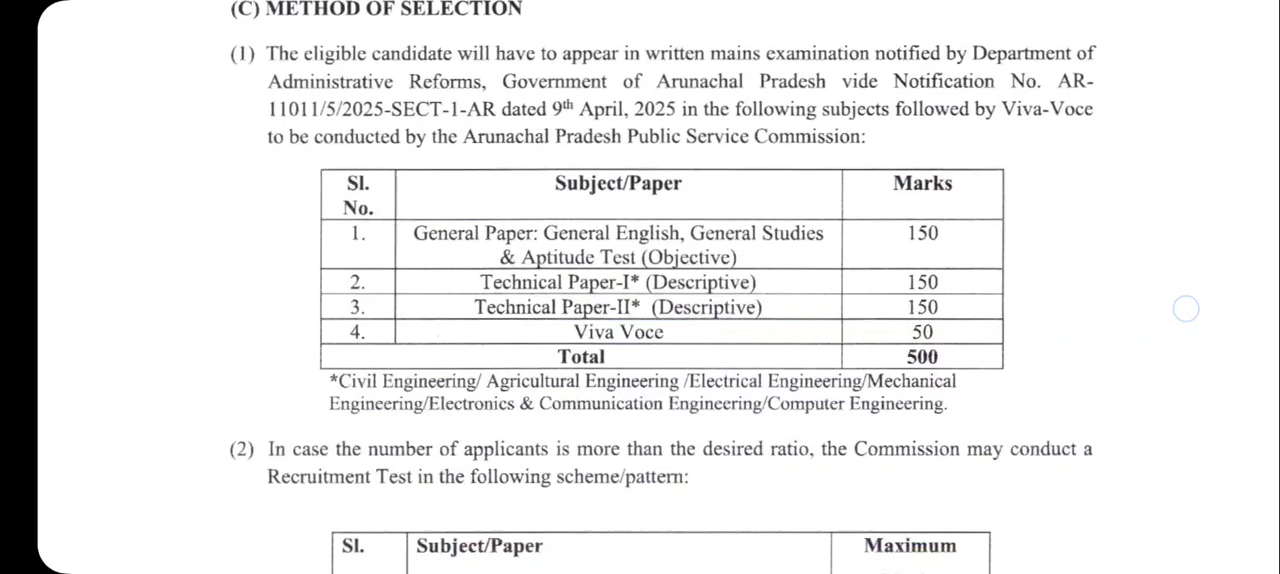 (C) METHOD OF SELECTION
(1) The eligible candidate will have to appear in written mains examination notified by Department of
Administrative Reforms, Government of Arunachal Pradesh vide Notification No. AR-
11011/5/2025-SECT-1-AR dated 9th April, 2025 in the following subjects followed by Viva-Voce
to be conducted by the Arunachal Pradesh Public Service Commission:
Sl. Subject/Paper Marks
No.
1. General Paper: General English, General Studies 150
& Aptitude Test (Objective)
2. Technical Paper-I* (Descriptive) 150
3. Technical Paper-II* (Descriptive) 150
4. Viva Voce 50
Total 500
*Civil Engineering/ Agricultural Engineering /Electrical Engineering/Mechanical
Engineering/Electronics & Communication Engineering/Computer Engineering.
(2) In case the number of applicants is more than the desired ratio, the Commission may conduct a
Recruitment Test in the following scheme/pattern:
Sl. Subject/Paper Maximum